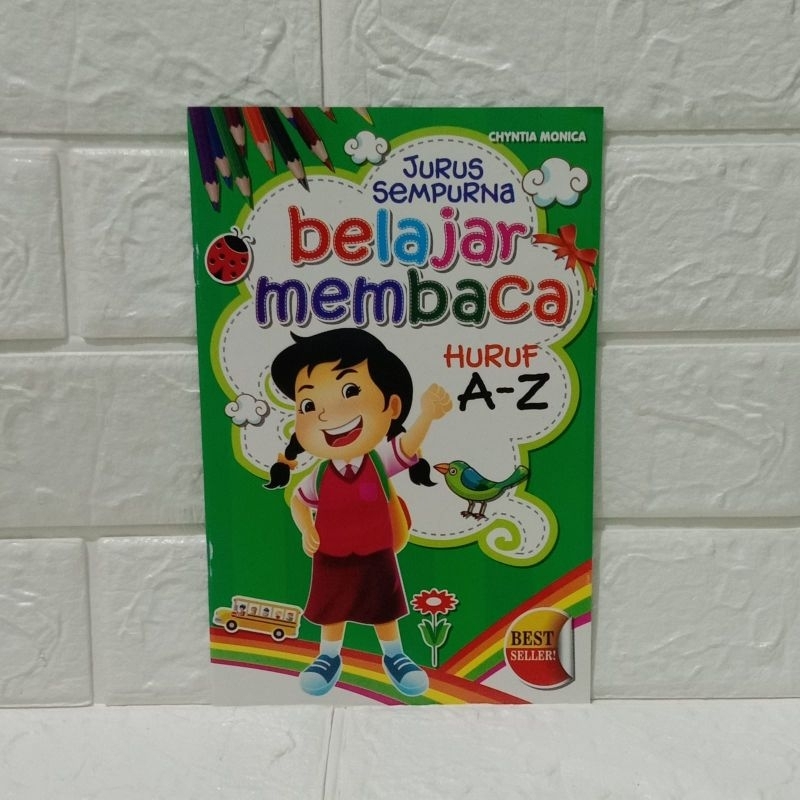 CHYNTIA MONICA
JURUS
SEMPURNA
belajar
membaca
HURUF
A-Z
BEST
SELLER!